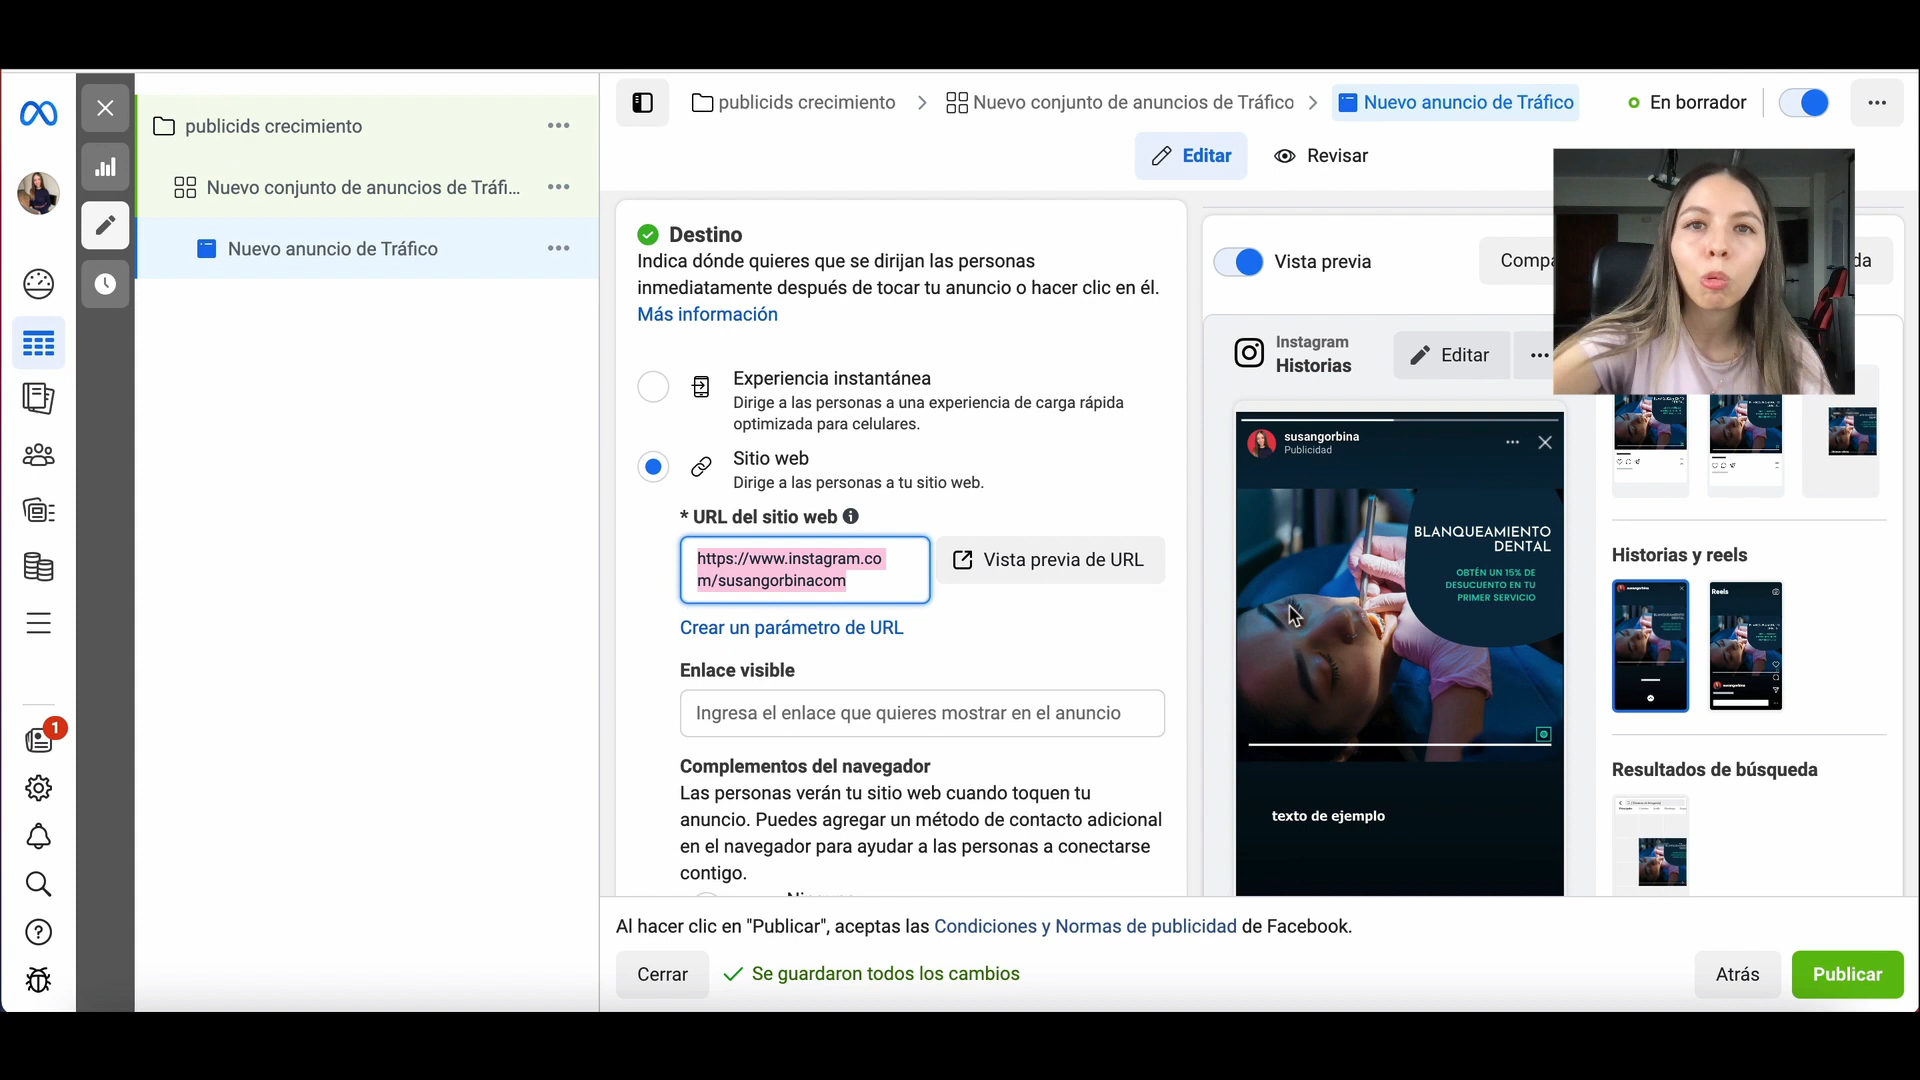 publicids crecimiento
Nuevo conjunto de anuncios de Tráfi...
Nuevo anuncio de Tráfico
1
publicids crecimiento
Nuevo conjunto de anuncios de Tráfico
Nuevo anuncio de Tráfico
En borrador
Editar
Revisar
Destino
Indica dónde quieres que se dirijan las personas
inmediatamente después de tocar tu anuncio o hacer clic en él.
Más información
Experiencia instantánea
Dirige a las personas a una experiencia de carga rápida
optimizada para celulares.
Sitio web
Dirige a las personas a tu sitio web.
* URL del sitio web
https://www.instagram.co
m/susangorbinacom
Vista previa de URL
Crear un parámetro de URL
Enlace visible
Ingresa el enlace que quieres mostrar en el anuncio
Complementos del navegador
Las personas verán tu sitio web cuando toquen tu
anuncio. Puedes agregar un método de contacto adicional
en el navegador para ayudar a las personas a conectarse
contigo.
Vista previa
Compa
da
Instagram
Historias
Editar
susangorbina
Publicidad
BLANQUEAMIENTO
DENTAL
OBTÉN UN 15% DE
DESUCUENTO EN TU
PRIMER SERVICIO
texto de ejemplo
Historias y reels
Reels
Resultados de búsqueda
Al hacer clic en "Publicar", aceptas las Condiciones y Normas de publicidad de Facebook.
Cerrar
Se guardaron todos los cambios
Atrás
Publicar